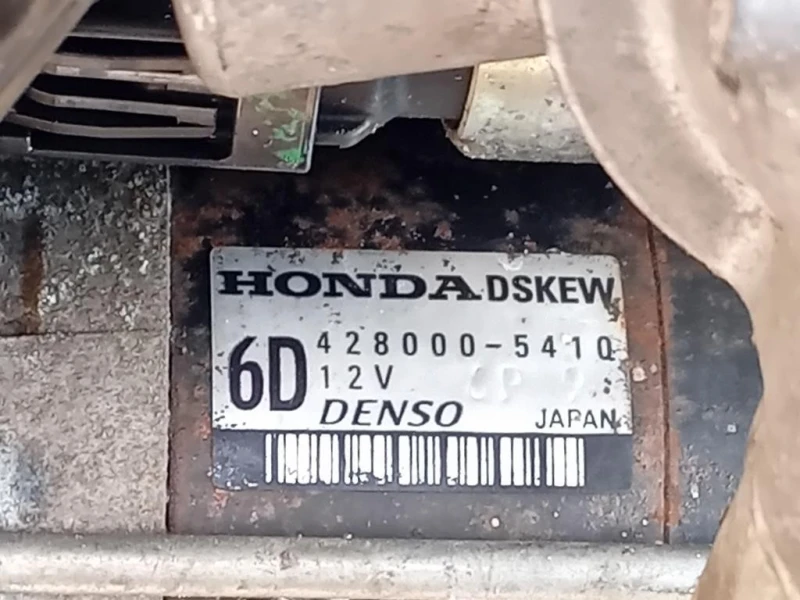 HONDA DSKEW
6D 428000-5410
12V
DENSO JAPAN